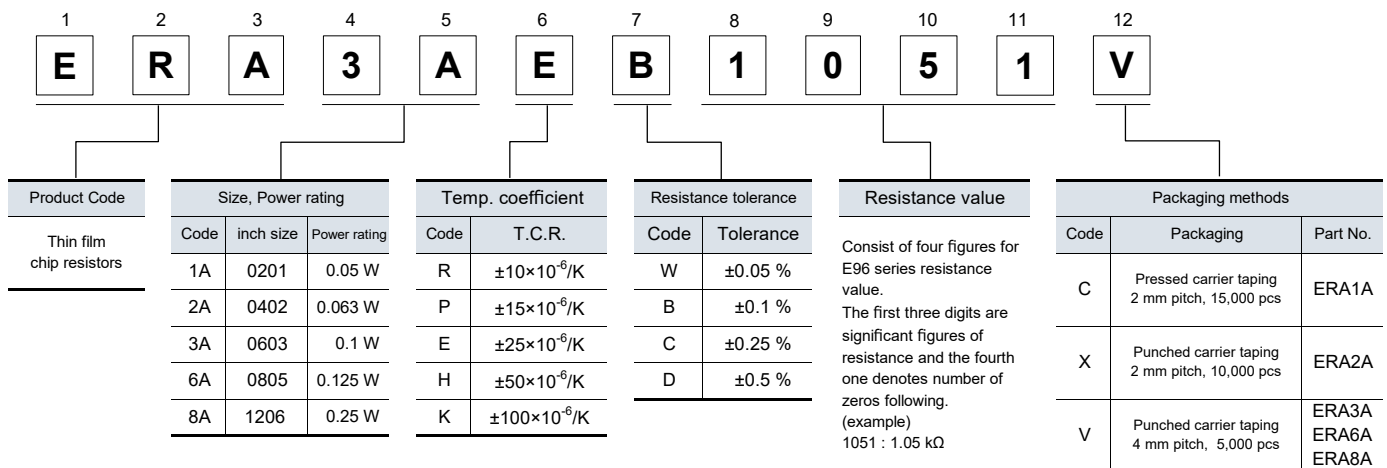 1 2 3 4 5 6 7 8 9 10 11 12
E R A 3 A E B 1 0 5 1 V
Product Code
Thin film
chip resistors
Size, Power rating
Code inch size Power rating
1A 0201 0.05 W
2A 0402 0.063 W
3A 0603 0.1 W
6A 0805 0.125 W
8A 1206 0.25 W
Temp. coefficient
Code T.C.R.
R ±10×10⁻⁶/K
P ±15×10⁻⁶/K
E ±25×10⁻⁶/K
H ±50×10⁻⁶/K
K ±100×10⁻⁶/K
Resistance tolerance
Code Tolerance
W ±0.05 %
B ±0.1 %
C ±0.25 %
D ±0.5 %
Resistance value
Consist of four figures for
E96 series resistance
value.
The first three digits are
significant figures of
resistance and the fourth
one denotes number of
zeros following.
(example)
1051 : 1.05 kΩ
Packaging methods
Code Packaging Part No.
C Pressed carrier taping
2 mm pitch, 15,000 pcs
ERA1A
X Punched carrier taping
2 mm pitch, 10,000 pcs
ERA2A
V Punched carrier taping
4 mm pitch, 5,000 pcs
ERA3A
ERA6A
ERA8A